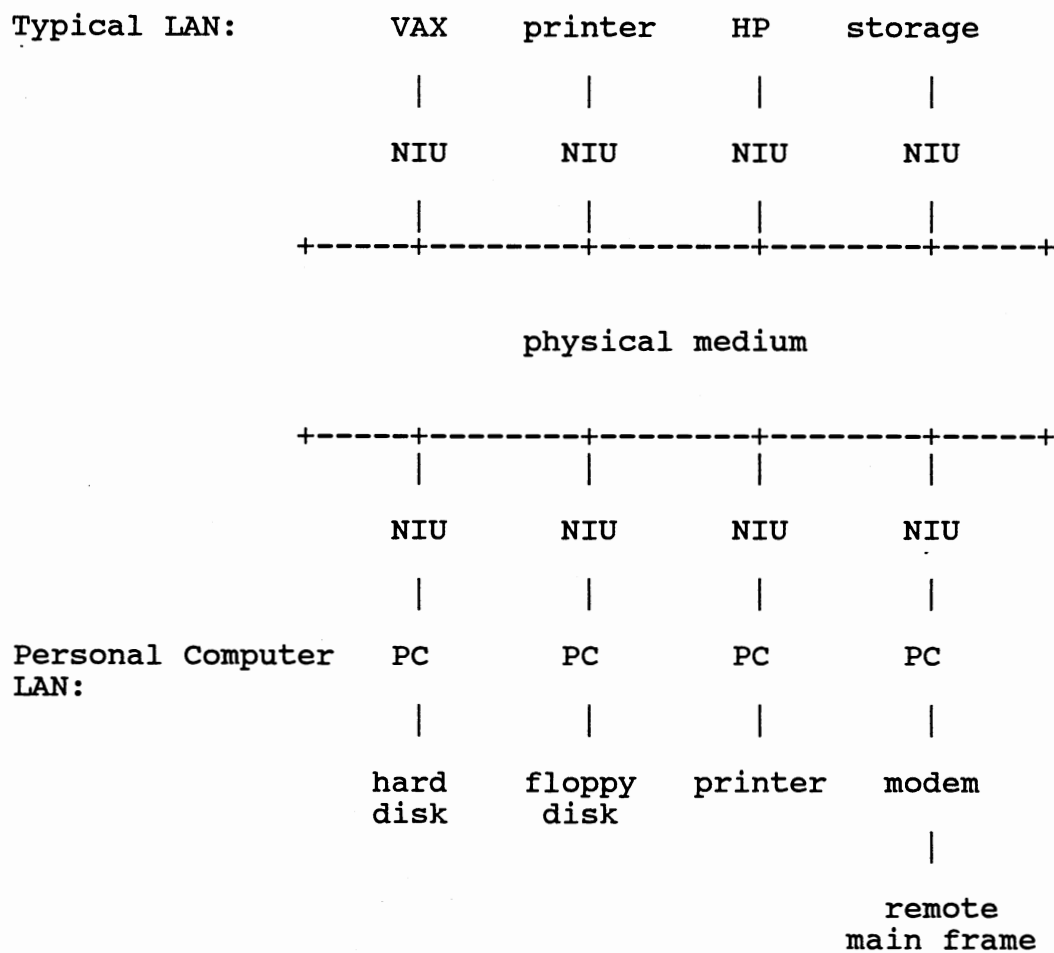 Typical LAN: VAX printer HP storage
| | | |
NIU NIU NIU NIU
| | | |
+-----+--------+--------+--------+-----+
physical medium
+-----+--------+--------+--------+-----+
| | | |
NIU NIU NIU NIU
| | | |
Personal Computer PC PC PC PC
LAN:
| | | |
hard floppy printer modem
disk disk
|
remote
main frame